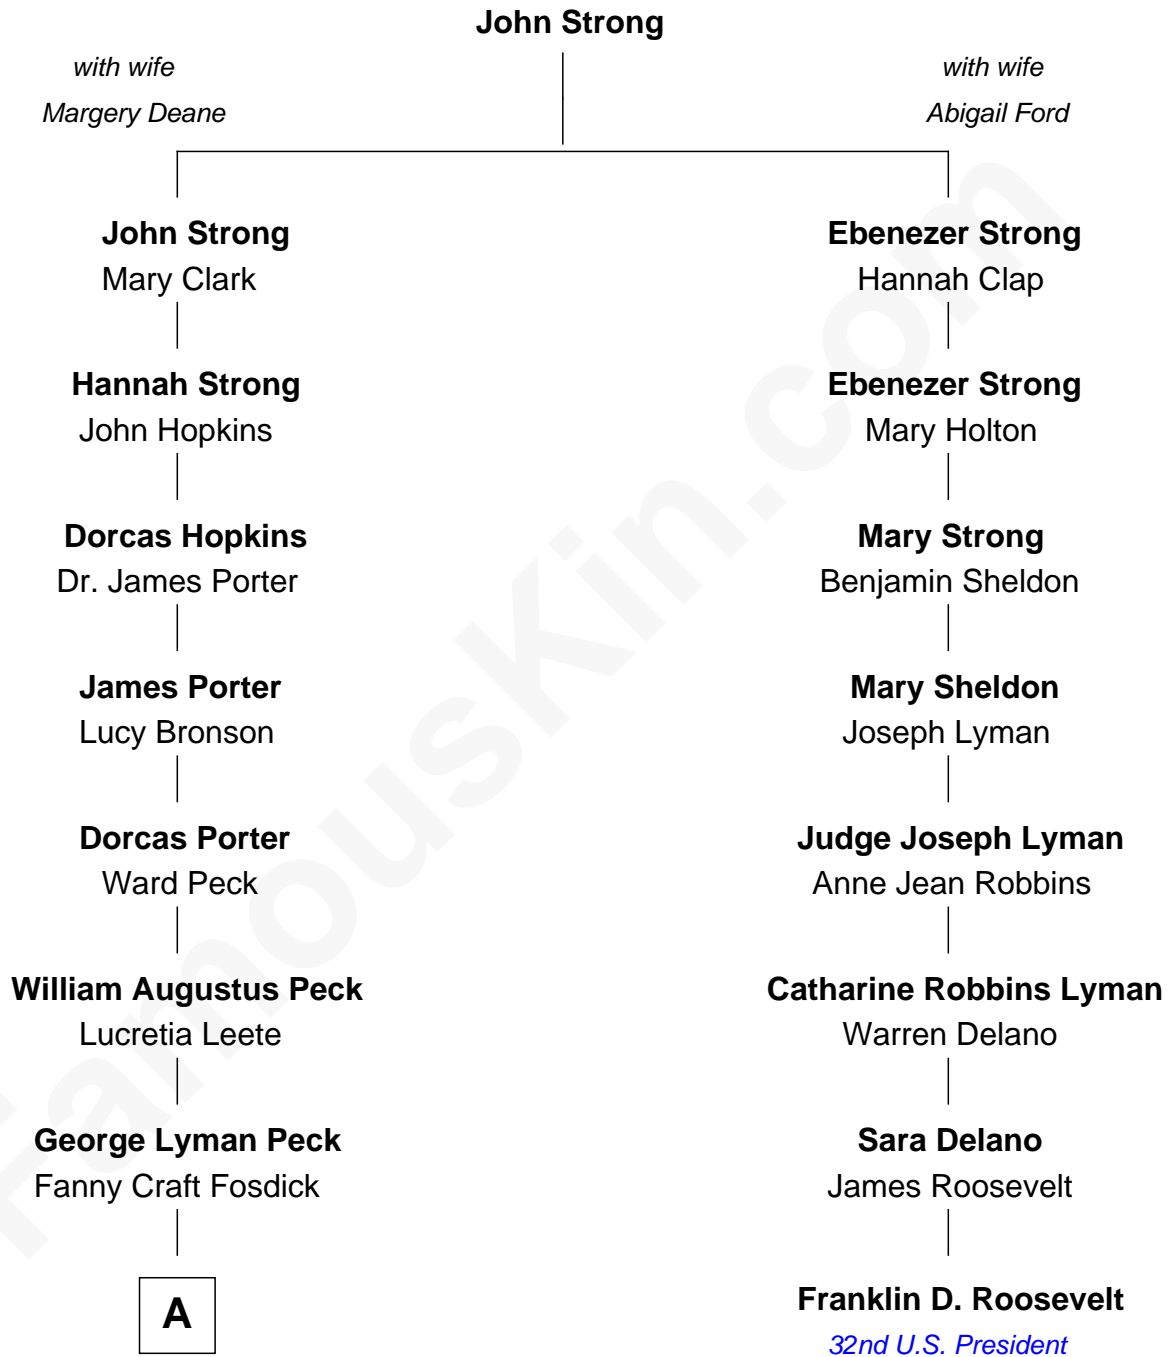 John Strong
with wife
Margery Deane
with wife
Abigail Ford
John Strong
Mary Clark
Ebenezer Strong
Hannah Clap
Hannah Strong
John Hopkins
Ebenezer Strong
Mary Holton
Dorcas Hopkins
Dr. James Porter
Mary Strong
Benjamin Sheldon
James Porter
Lucy Bronson
Mary Sheldon
Joseph Lyman
Dorcas Porter
Ward Peck
Judge Joseph Lyman
Anne Jean Robbins
William Augustus Peck
Lucretia Leete
Catharine Robbins Lyman
Warren Delano
George Lyman Peck
Fanny Craft Fosdick
Sara Delano
James Roosevelt
A
Franklin D. Roosevelt
32nd U.S. President
FamousKin.com